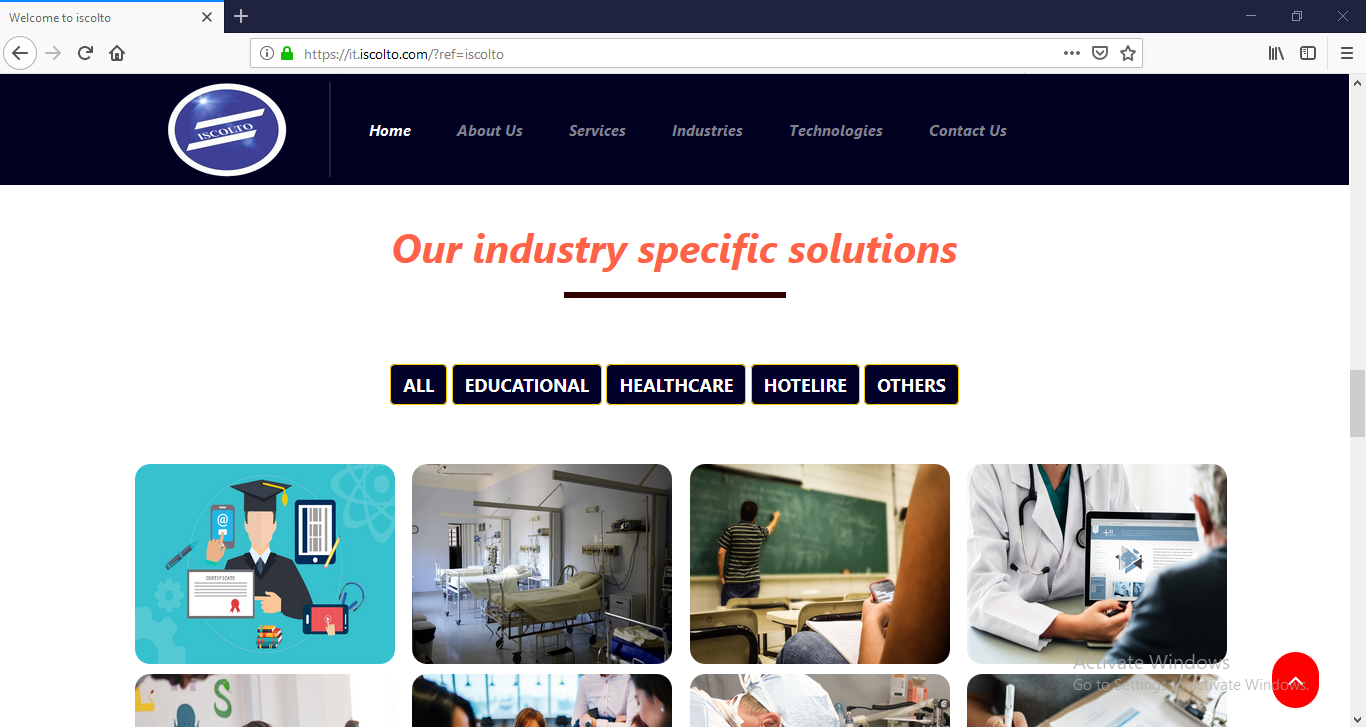 Welcome to iscolto
https://it.iscolto.com/?ref=iscolto
ISCOLTO
Home About Us Services Industries Technologies Contact Us
Our industry specific solutions
ALL EDUCATIONAL HEALTHCARE HOTELIRE OTHERS
@
CERTIFICATE
S
Activate Windows
Go to Settings to activate Windows.